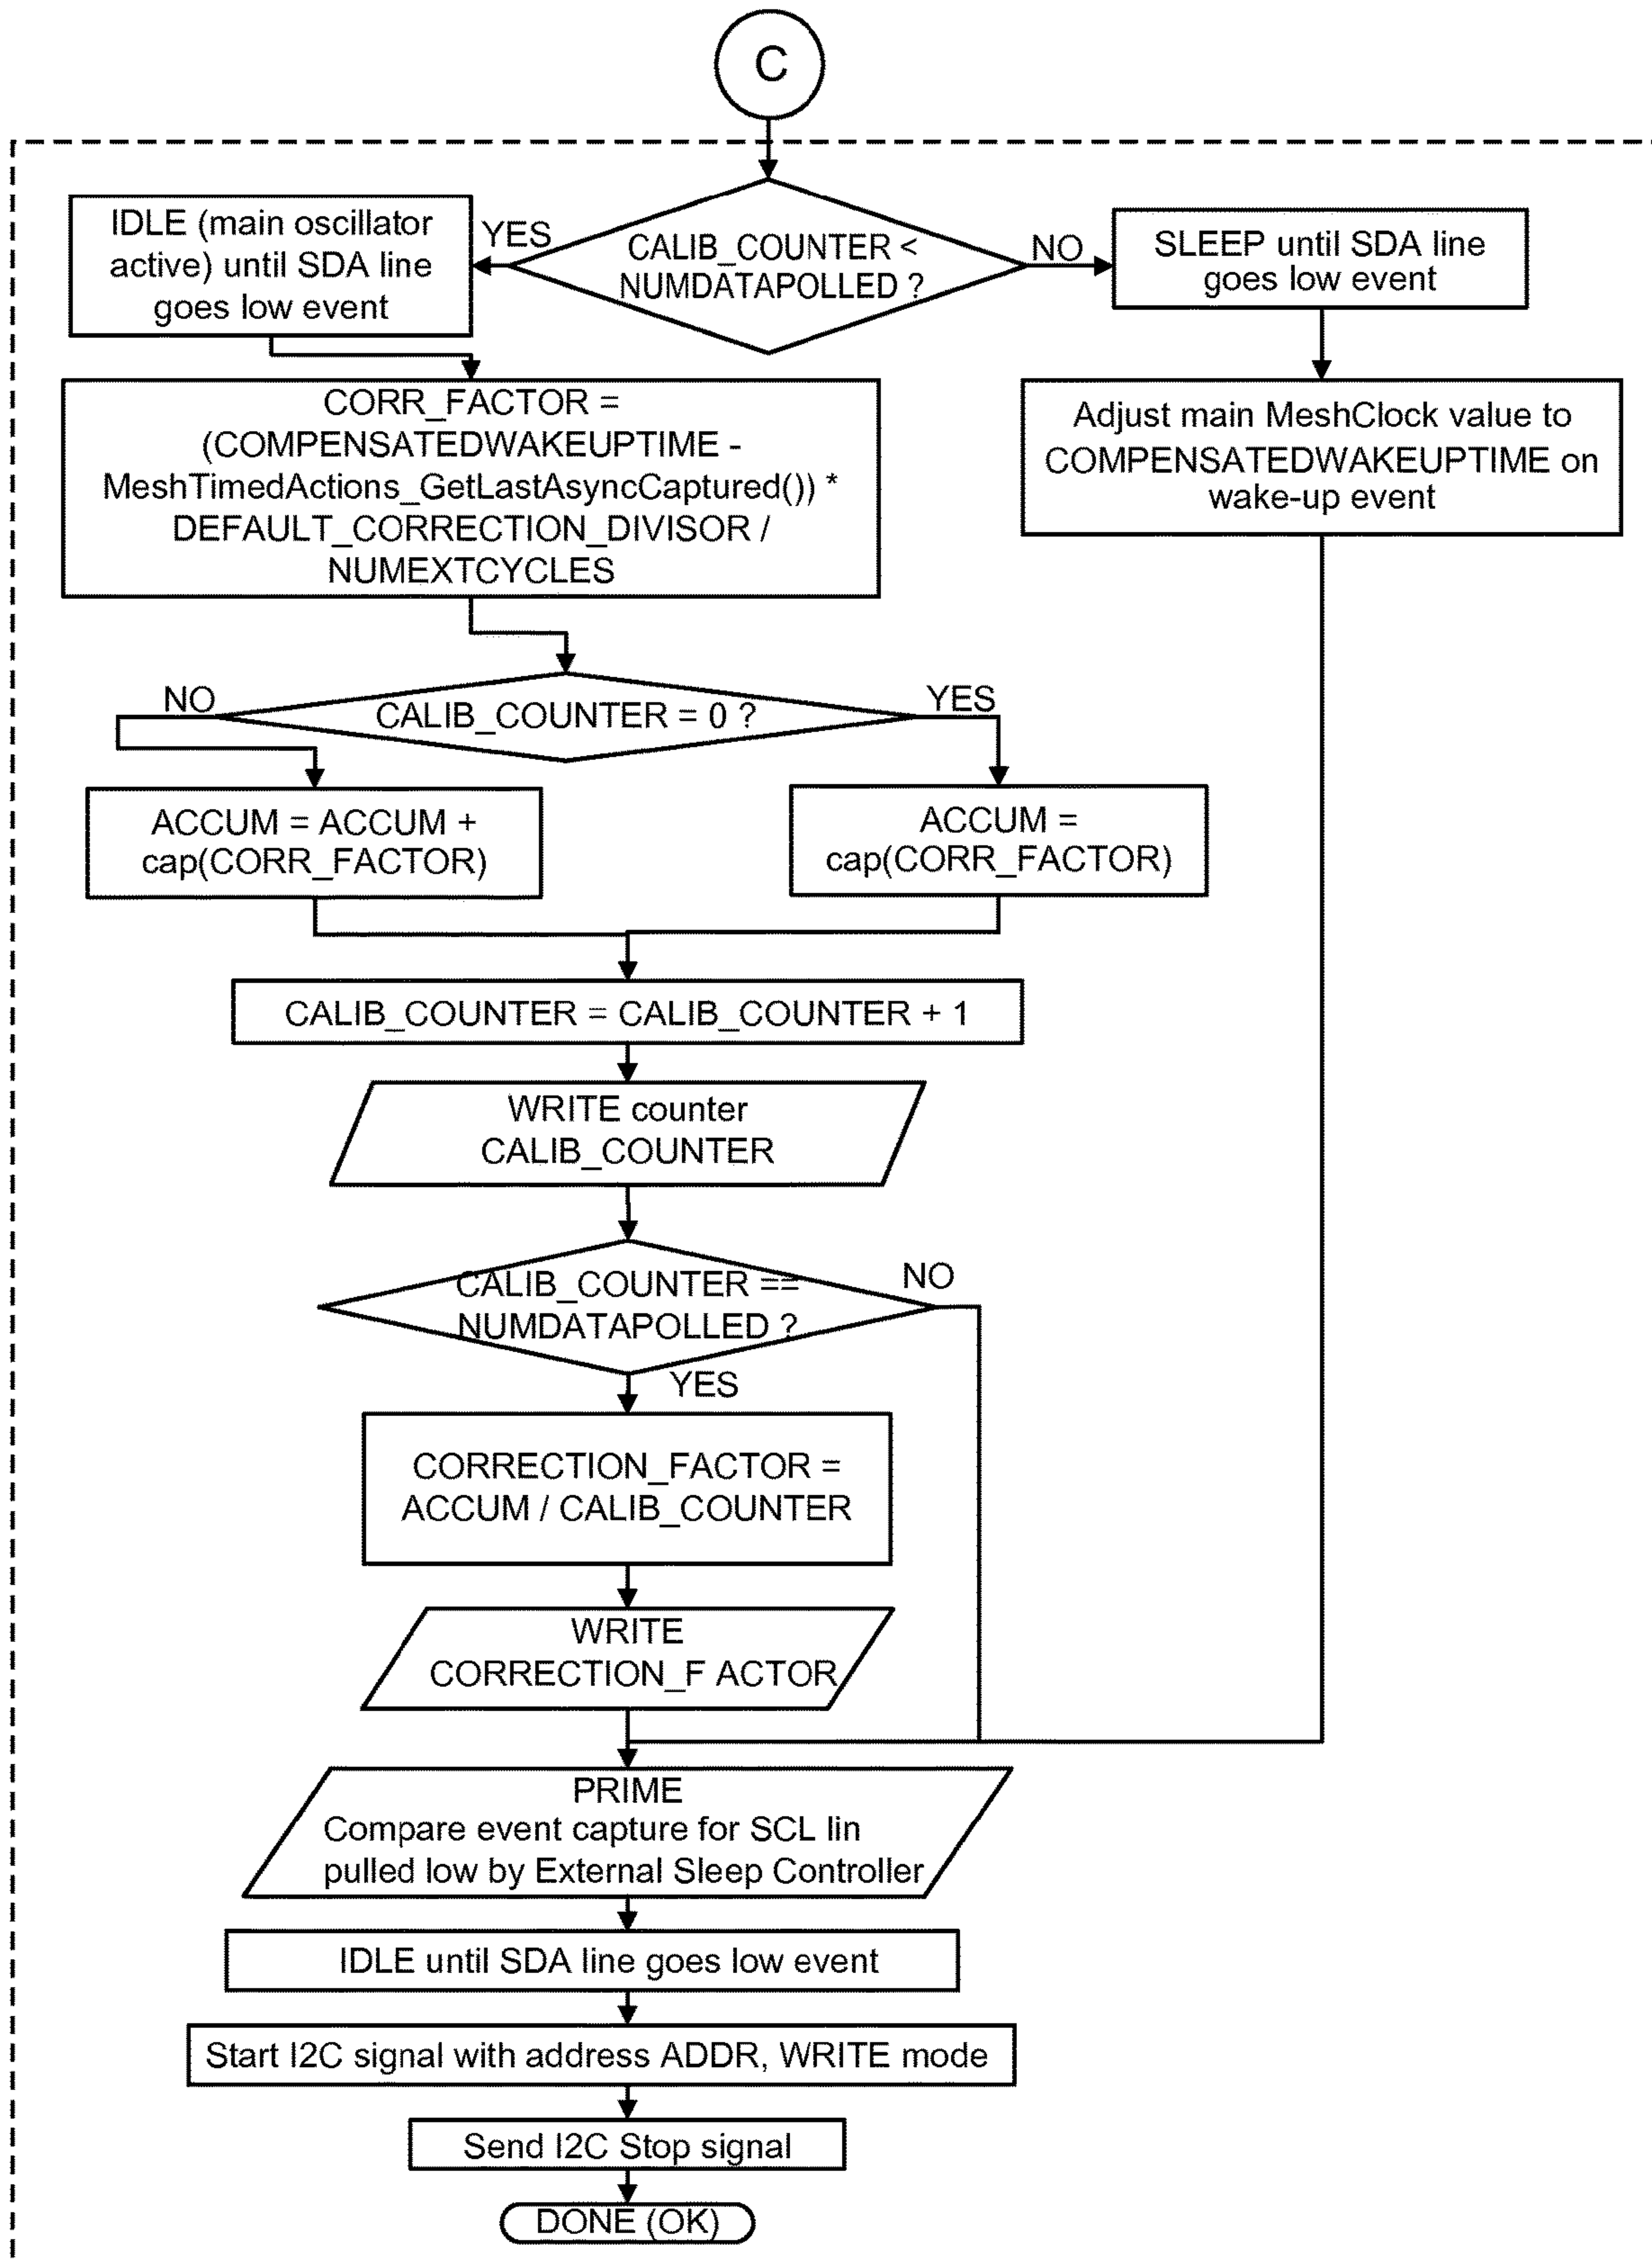 C
IDLE (main oscillator
active) until SDA line
goes low event
YES
CALIB_COUNTER <
NUMDATAPOLLED ?
NO
SLEEP until SDA line
goes low event
CORR_FACTOR =
(COMPENSATEDWAKEUPTIME -
MeshTimedActions_GetLastAsyncCaptured()) *
DEFAULT_CORRECTION_DIVISOR /
NUMEXTCYCLES
Adjust main MeshClock value to
COMPENSATEDWAKEUPTIME on
wake-up event
NO
CALIB_COUNTER = 0 ?
YES
ACCUM = ACCUM +
cap(CORR_FACTOR)
ACCUM =
cap(CORR_FACTOR)
CALIB_COUNTER = CALIB_COUNTER + 1
WRITE counter
CALIB_COUNTER
CALIB_COUNTER ==
NUMDATAPOLLED ?
NO
YES
CORRECTION_FACTOR =
ACCUM / CALIB_COUNTER
WRITE
CORRECTION_F ACTOR
PRIME
Compare event capture for SCL lin
pulled low by External Sleep Controller
IDLE until SDA line goes low event
Start I2C signal with address ADDR, WRITE mode
Send I2C Stop signal
DONE (OK)